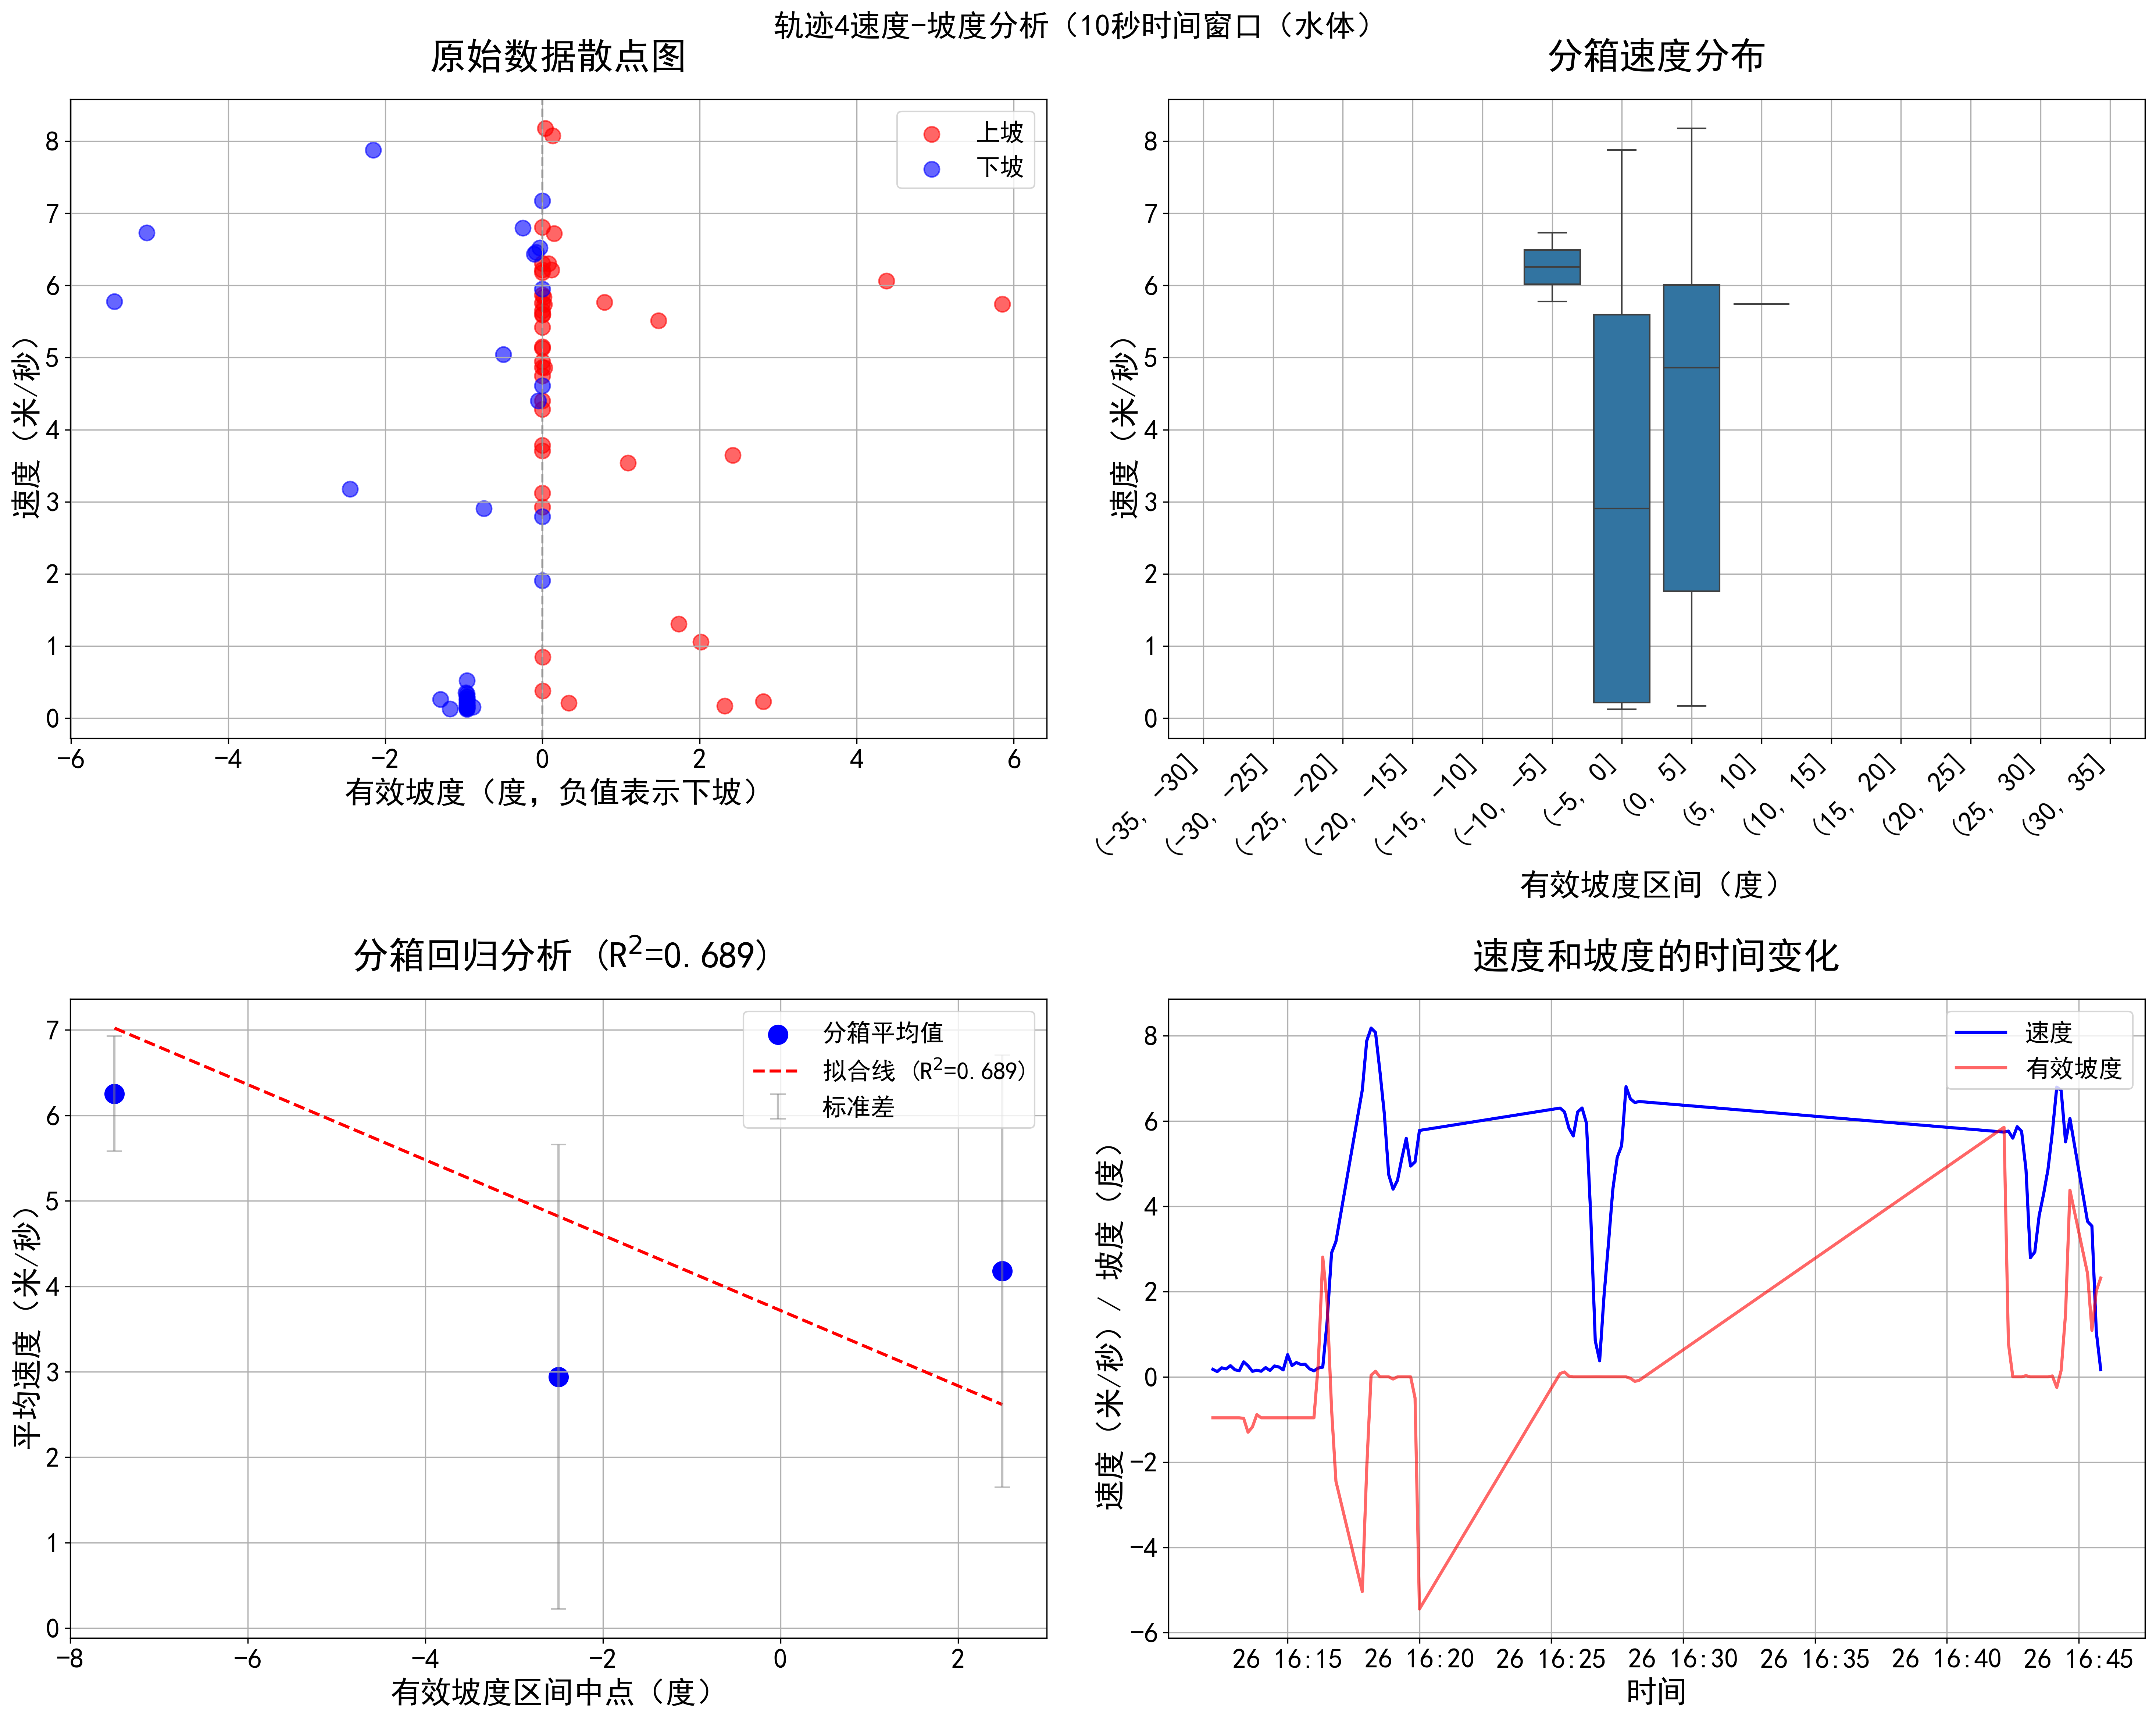 轨迹4速度-坡度分析（10秒时间窗口（水体）
原始数据散点图
8
7
6
5
4
3
2
1
0
速度（米/秒）
上坡
下坡
−6 −4 −2 0 2 4 6
有效坡度（度，负值表示下坡）
分箱速度分布
8
7
6
5
4
3
2
1
0
速度（米/秒）
(-35, -30]
(-30, -25]
(-25, -20]
(-20, -15]
(-15, -10]
(-10, -5]
(-5, 0]
(0, 5]
(5, 10]
(10, 15]
(15, 20]
(20, 25]
(25, 30]
(30, 35]
有效坡度区间（度）
分箱回归分析 (R²=0.689)
7
6
5
4
3
2
1
0
平均速度（米/秒）
分箱平均值
拟合线 (R²=0.689)
标准差
−8 −6 −4 −2 0 2
有效坡度区间中点（度）
速度和坡度的时间变化
8
6
4
2
0
−2
−4
−6
速度（米/秒）/ 坡度（度）
速度
有效坡度
26 16:15 26 16:20 26 16:25 26 16:30 26 16:35 26 16:40 26 16:45
时间